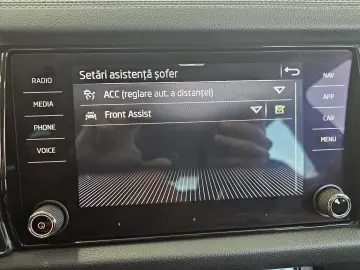 Setări asistență șofer
RADIO
NAV
ACC (reglare aut. a distanței)
MEDIA
APP
Front Assist
PHONE
CAR
VOICE
MENU